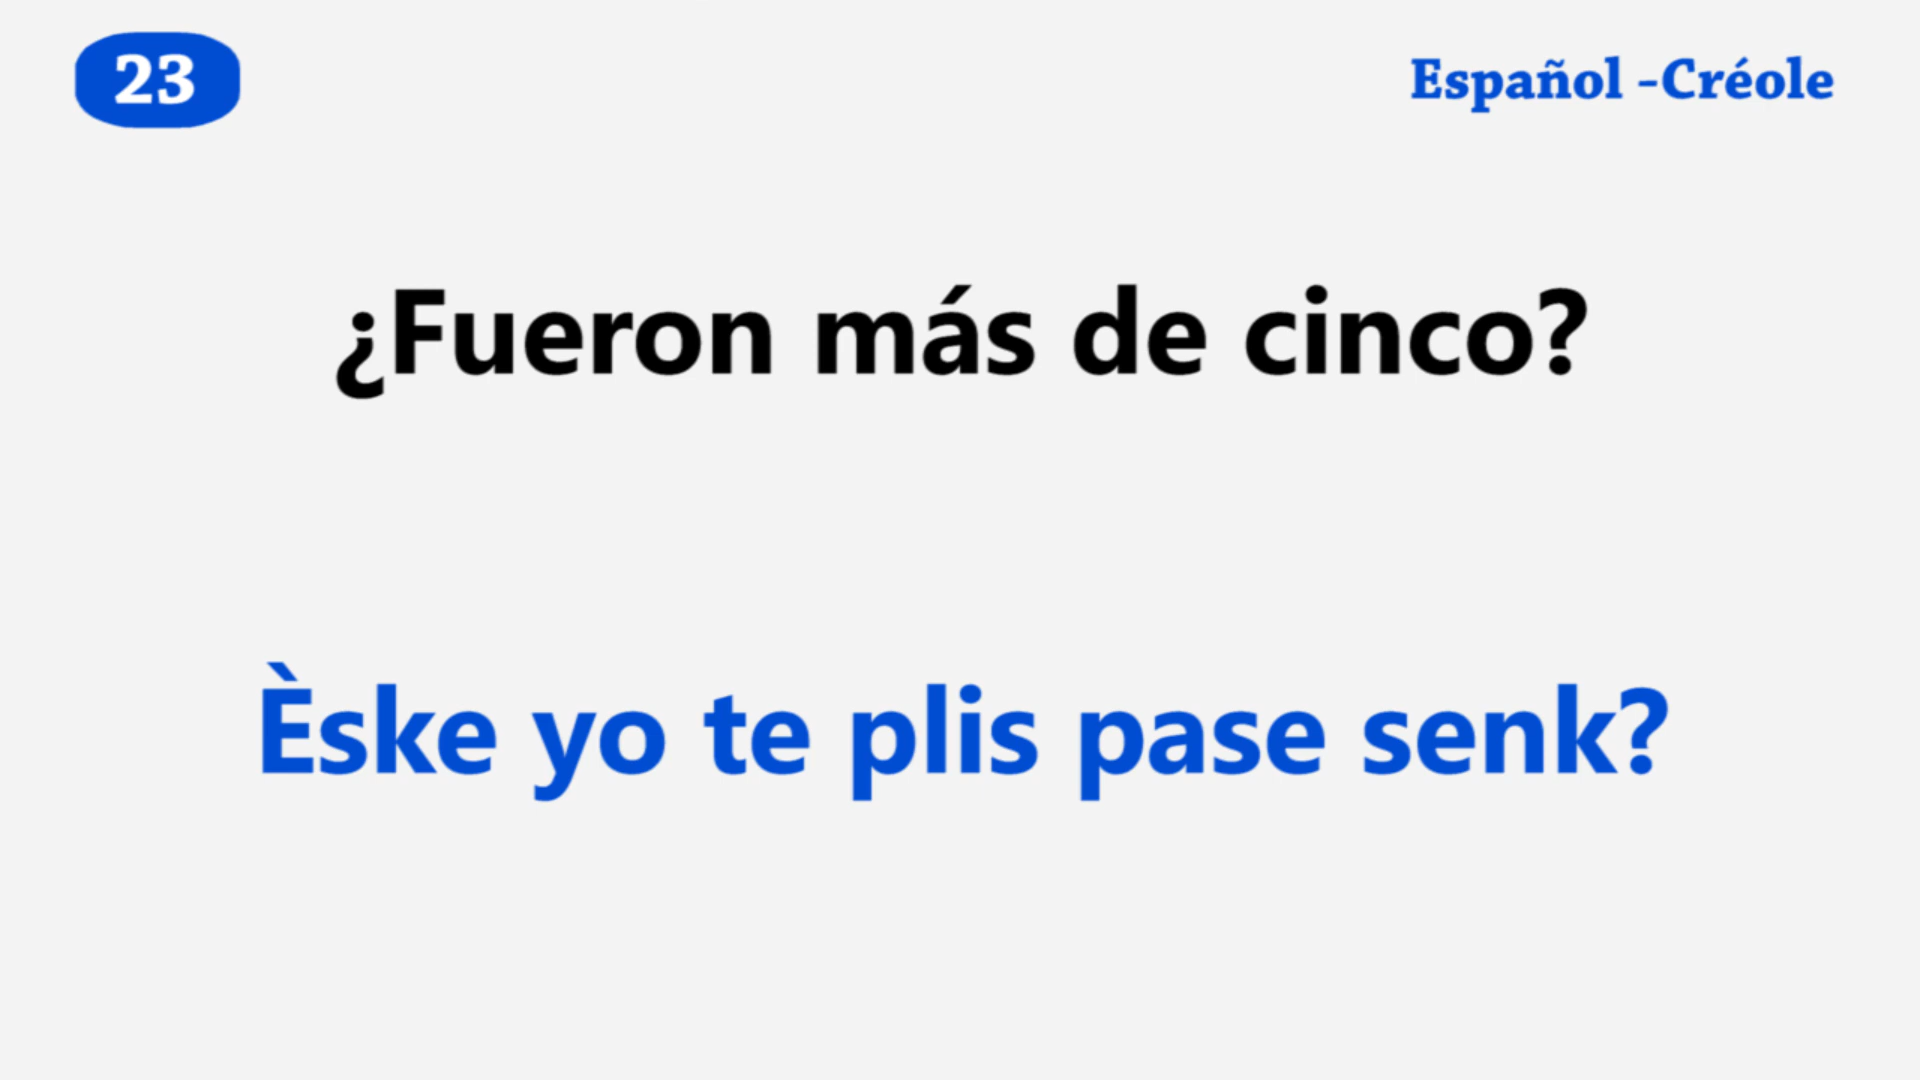 23
Español -Créole
¿Fueron más de cinco?
Èske yo te plis pase senk?